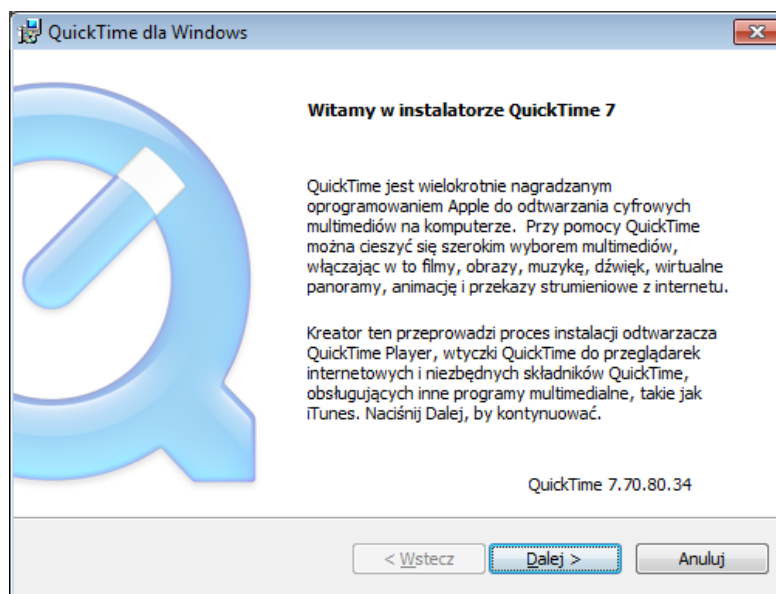 QuickTime dla Windows
Witamy w instalatorze QuickTime 7
QuickTime jest wielokrotnie nagradzanym
oprogramowaniem Apple do odtwarzania cyfrowych
multimediów na komputerze.  Przy pomocy QuickTime
można cieszyć się szerokim wyborem multimediów,
włączając w to filmy, obrazy, muzykę, dźwięk, wirtualne
panoramy, animację i przekazy strumieniowe z internetu.
Kreator ten przeprowadzi proces instalacji odtwarzacza
QuickTime Player, wtyczki QuickTime do przeglądarek
internetowych i niezbędnych składników QuickTime,
obsługujących inne programy multimedialne, takie jak
iTunes. Naciśnij Dalej, by kontynuować.
QuickTime 7.70.80.34
< Wstecz Dalej > Anuluj